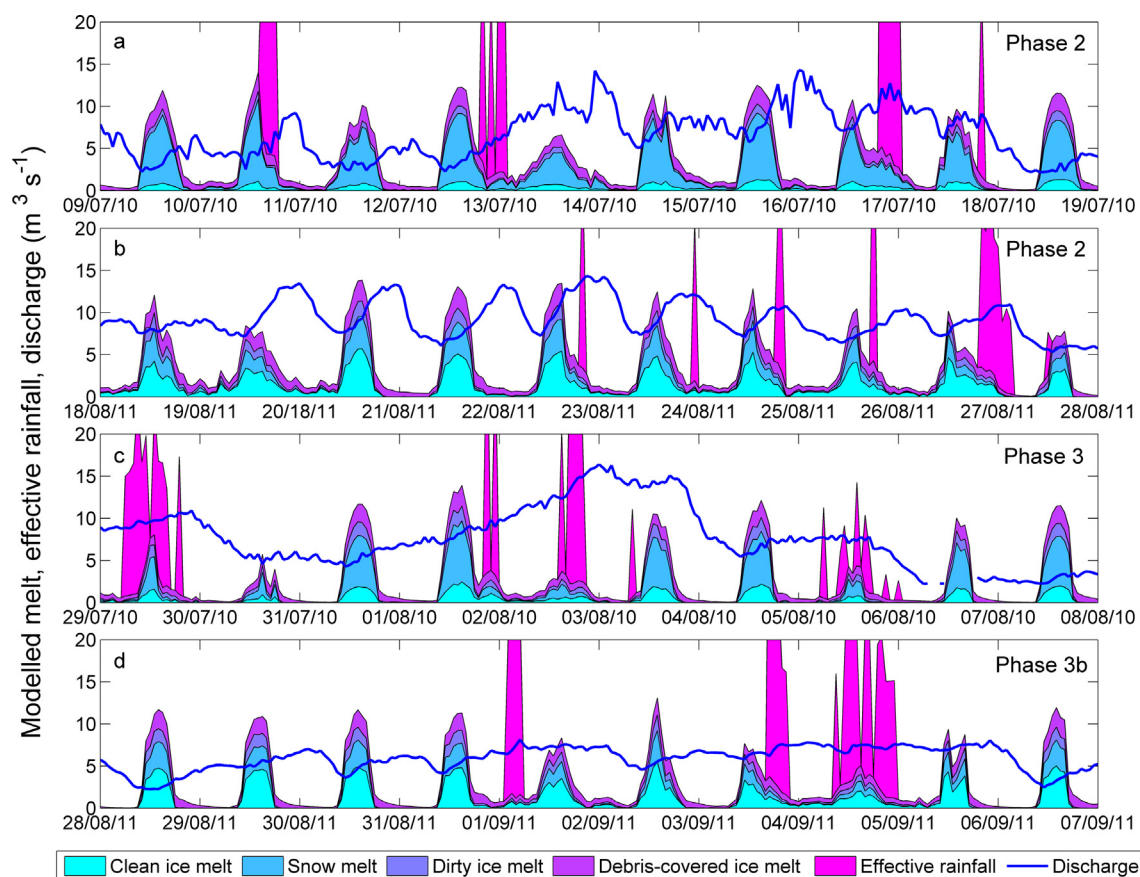 Modelled melt, effective rainfall, discharge (m³ s⁻¹)
a
Phase 2
20
15
10
5
0
09/07/10 10/07/10 11/07/10 12/07/10 13/07/10 14/07/10 15/07/10 16/07/10 17/07/10 18/07/10 19/07/10
b
Phase 2
20
15
10
5
0
18/08/11 19/08/11 20/08/11 21/08/11 22/08/11 23/08/11 24/08/11 25/08/11 26/08/11 27/08/11 28/08/11
c
Phase 3
20
15
10
5
0
29/07/10 30/07/10 31/07/10 01/08/10 02/08/10 03/08/10 04/08/10 05/08/10 06/08/10 07/08/10 08/08/10
d
Phase 3b
20
15
10
5
0
28/08/11 29/08/11 30/08/11 31/08/11 01/09/11 02/09/11 03/09/11 04/09/11 05/09/11 06/09/11 07/09/11
Clean ice melt Snow melt Dirty ice melt Debris-covered ice melt Effective rainfall Discharge